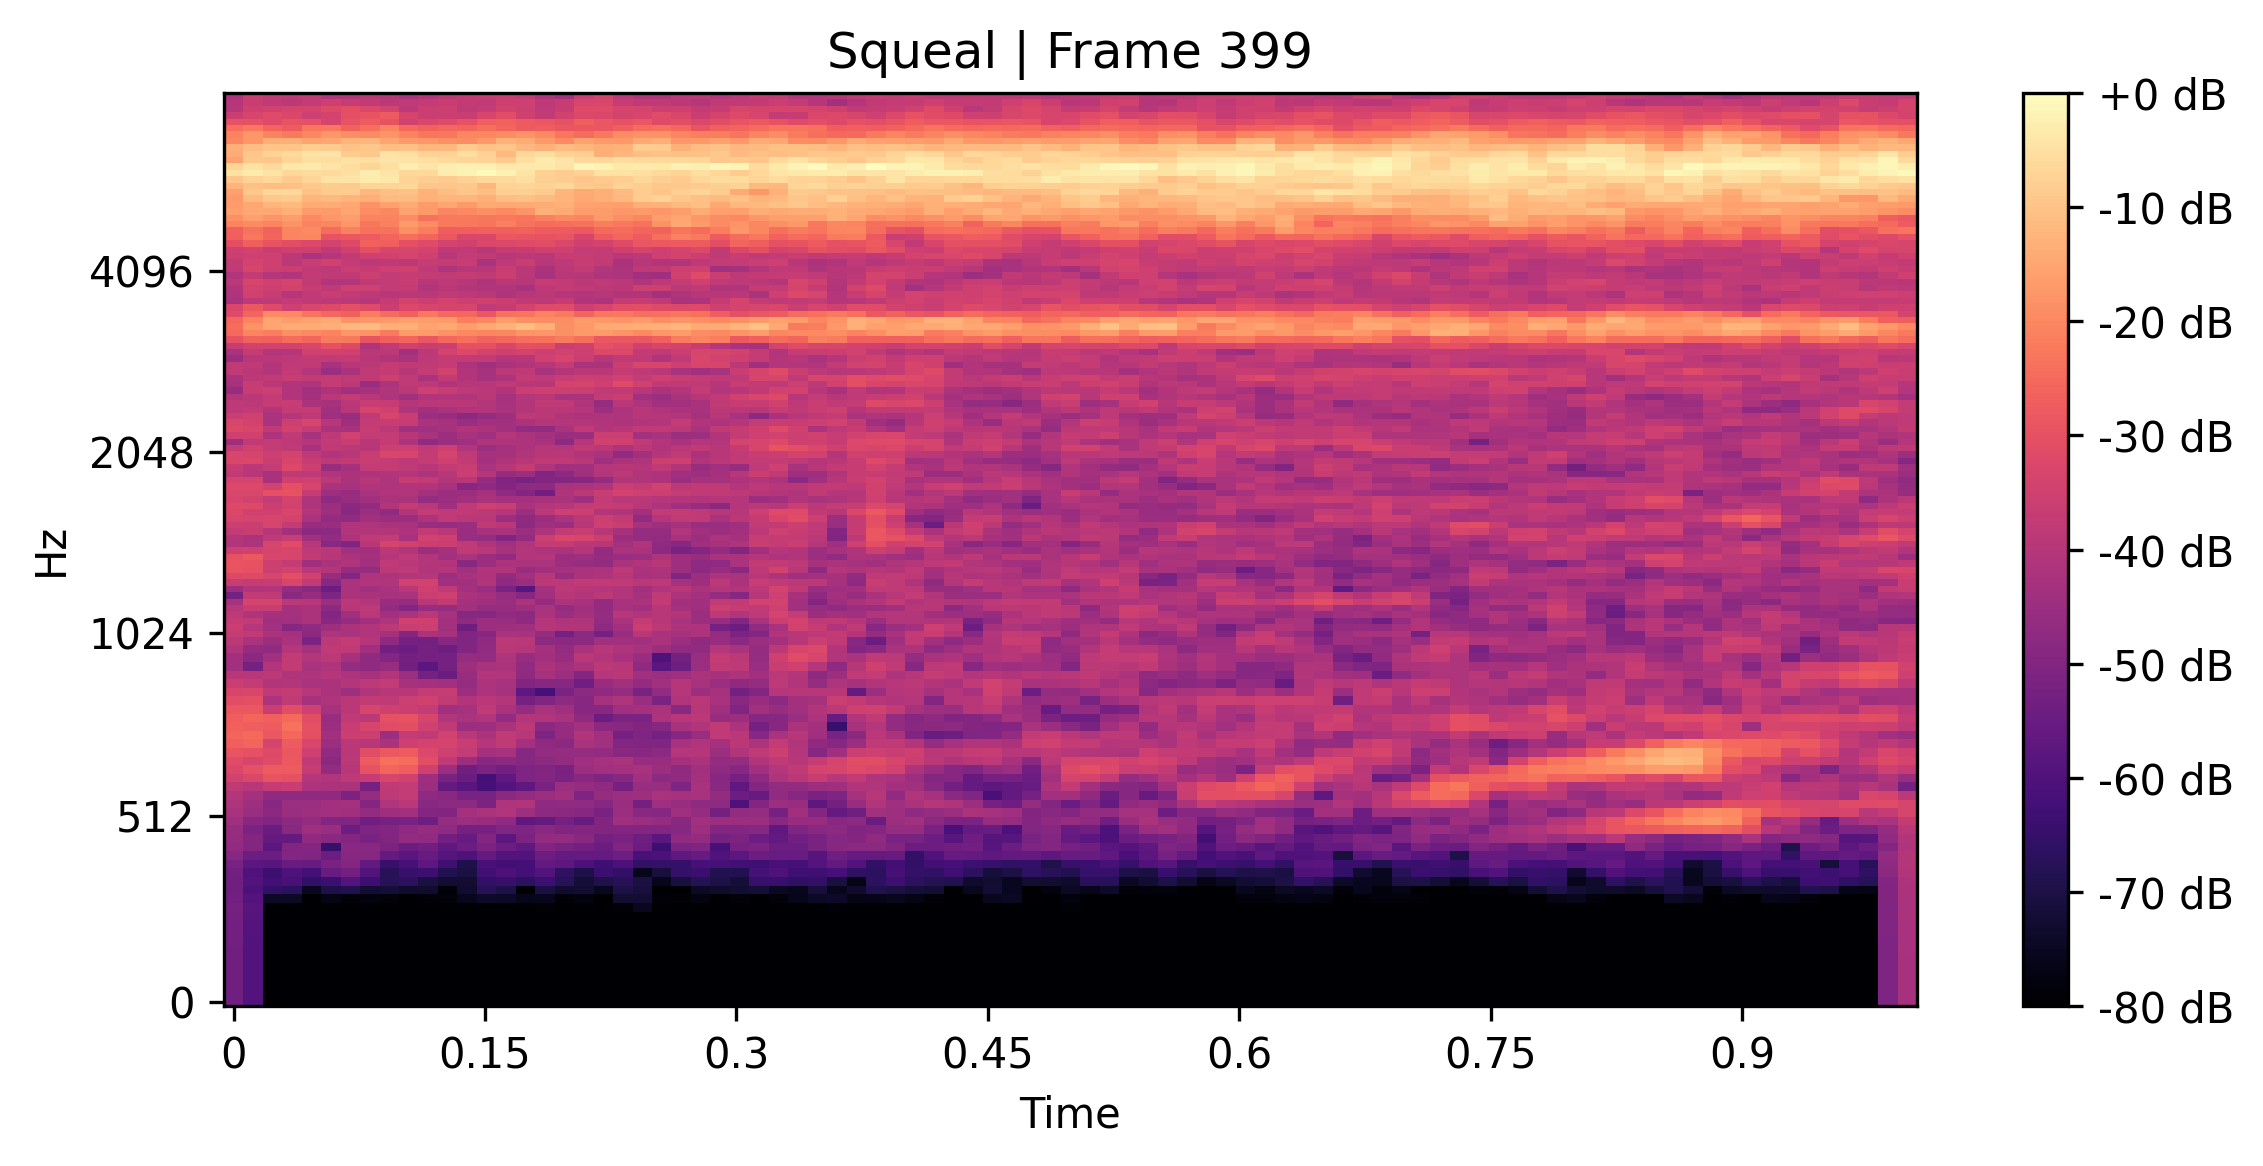 Squeal | Frame 399
+0 dB
-10 dB
-20 dB
-30 dB
-40 dB
-50 dB
-60 dB
-70 dB
-80 dB
Hz
4096
2048
1024
512
0
0 0.15 0.3 0.45 0.6 0.75 0.9
Time